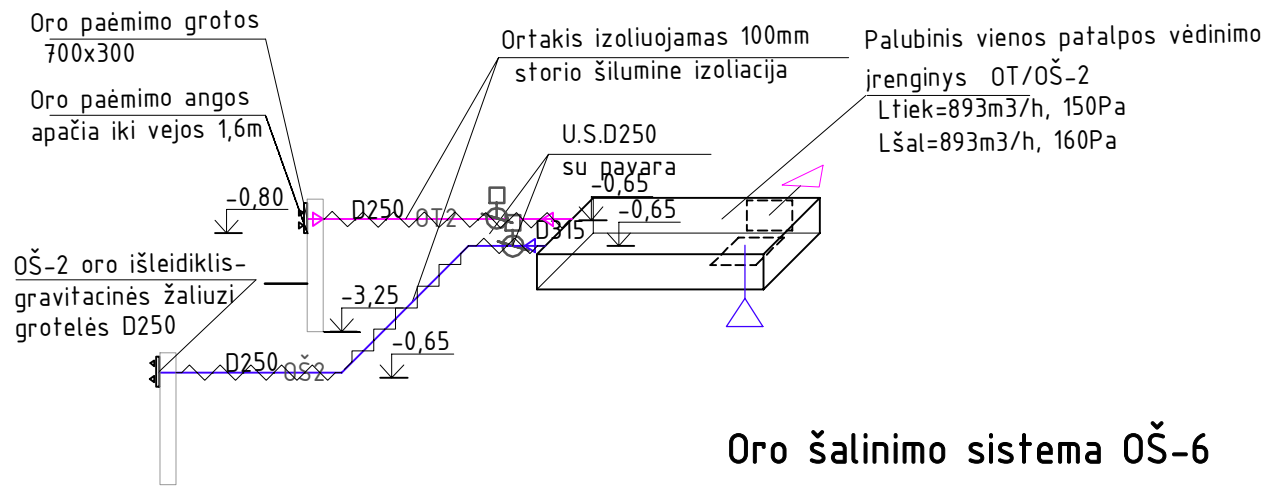 Oro paėmimo grotos
700x300
Oro paėmimo angos
apačia iki vejos 1,6m
Ortakis izoliuojamas 100mm
storio šilumine izoliacija
Palubinis vienos patalpos vėdinimo
įrenginys OT/OŠ-2
Ltiek=893m3/h, 150Pa
Lšal=893m3/h, 160Pa
U.S.D250
su pavara
-0,65
-0,65
-0,80
D250
OT2
D315
OŠ-2 oro išleidiklis-
gravitacinės žaliuzi
grotelės D250
-3,25
-0,65
D250
OŠ2
Oro šalinimo sistema OŠ-6